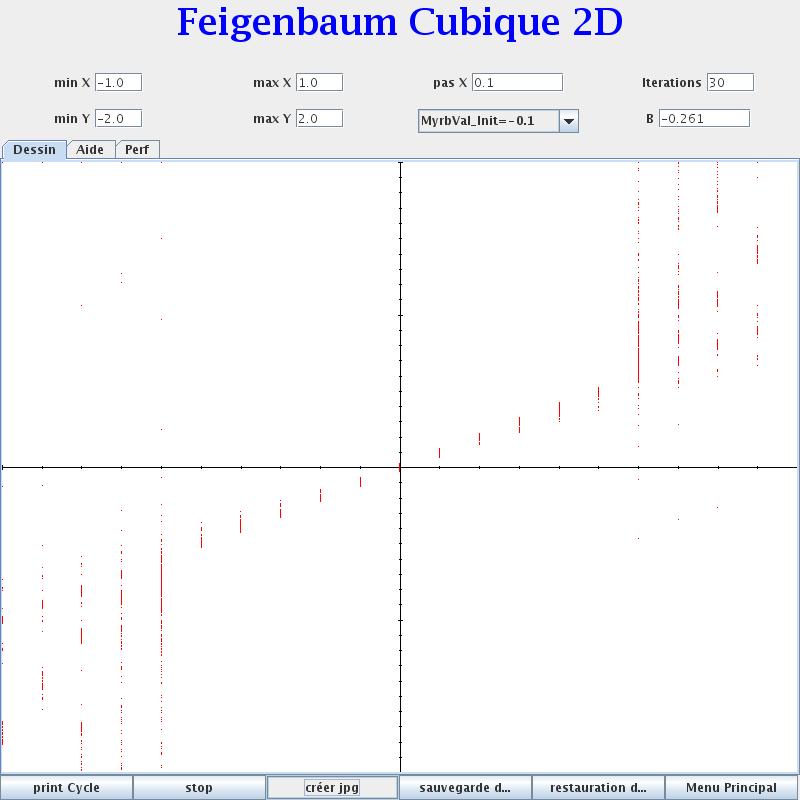 Feigenbaum Cubique 2D
min X -1.0 max X 1.0 pas X 0.1 Iterations 30
min Y -2.0 max Y 2.0 MyrbVal_Init=-0.1 B -0.261
Dessin Aide Perf
print Cycle stop créer jpg sauvegarde d... restauration d... Menu Principal